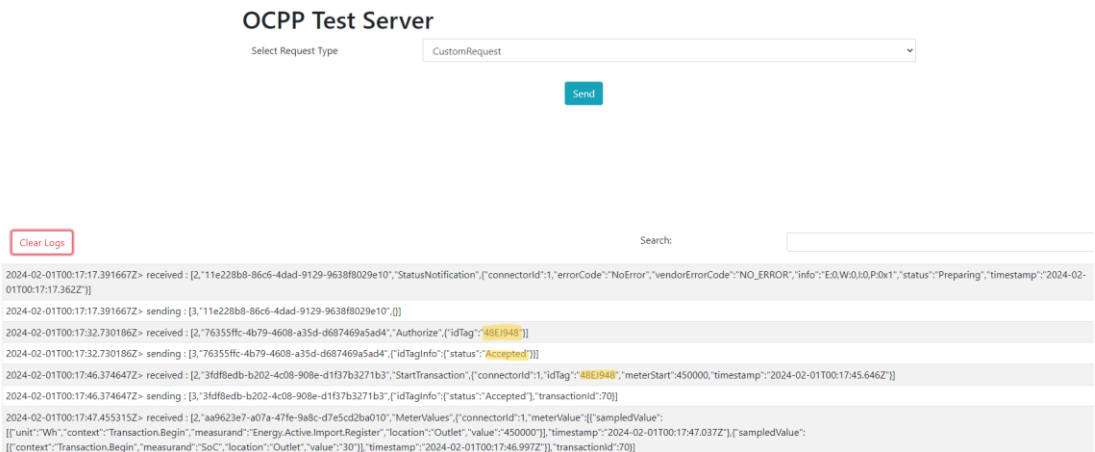 OCPP Test Server
Select Request Type
CustomRequest
Send
Clear Logs
Search:
2024-02-01T00:17:17.391667Z> received : [2,"11e228b8-86c6-4dad-9129-9638f8029e10","StatusNotification",{"connectorId":1,"errorCode":"NoError","vendorErrorCode":"NO_ERROR","info":"E:0,W:0,I:0,P:0x1","status":"Preparing","timestamp":"2024-02-
01T00:17:17.362Z"}]
2024-02-01T00:17:17.391667Z> sending : [3,"11e228b8-86c6-4dad-9129-9638f8029e10",{}]
2024-02-01T00:17:32.730186Z> received : [2,"76355ffc-4b79-4608-a35d-d687469a5ad4","Authorize",{"idTag":"48EJ948"}]
2024-02-01T00:17:32.730186Z> sending : [3,"76355ffc-4b79-4608-a35d-d687469a5ad4",{"idTagInfo":{"status":"Accepted"}}]
2024-02-01T00:17:46.374647Z> received : [2,"3fdf8edb-b202-4c08-908e-d1f37b3271b3","StartTransaction",{"connectorId":1,"idTag":"48EJ948","meterStart":450000,"timestamp":"2024-02-01T00:17:45.646Z"}]
2024-02-01T00:17:46.374647Z> sending : [3,"3fdf8edb-b202-4c08-908e-d1f37b3271b3",{"idTagInfo":{"status":"Accepted"},"transactionId":70}]
2024-02-01T00:17:47.455315Z> received : [2,"aa9623e7-a07a-47fe-9a8c-d7e5cd2ba010","MeterValues",{"connectorId":1,"meterValue":[{"sampledValue":
[{"unit":"Wh","context":"Transaction.Begin","measurand":"Energy.Active.Import.Register","location":"Outlet","value":"450000"}],"timestamp":"2024-02-01T00:17:47.037Z"},{"sampledValue":
[{"context":"Transaction.Begin","measurand":"SoC","location":"Outlet","value":"30"}],"timestamp":"2024-02-01T00:17:46.997Z"}],"transactionId":70}]